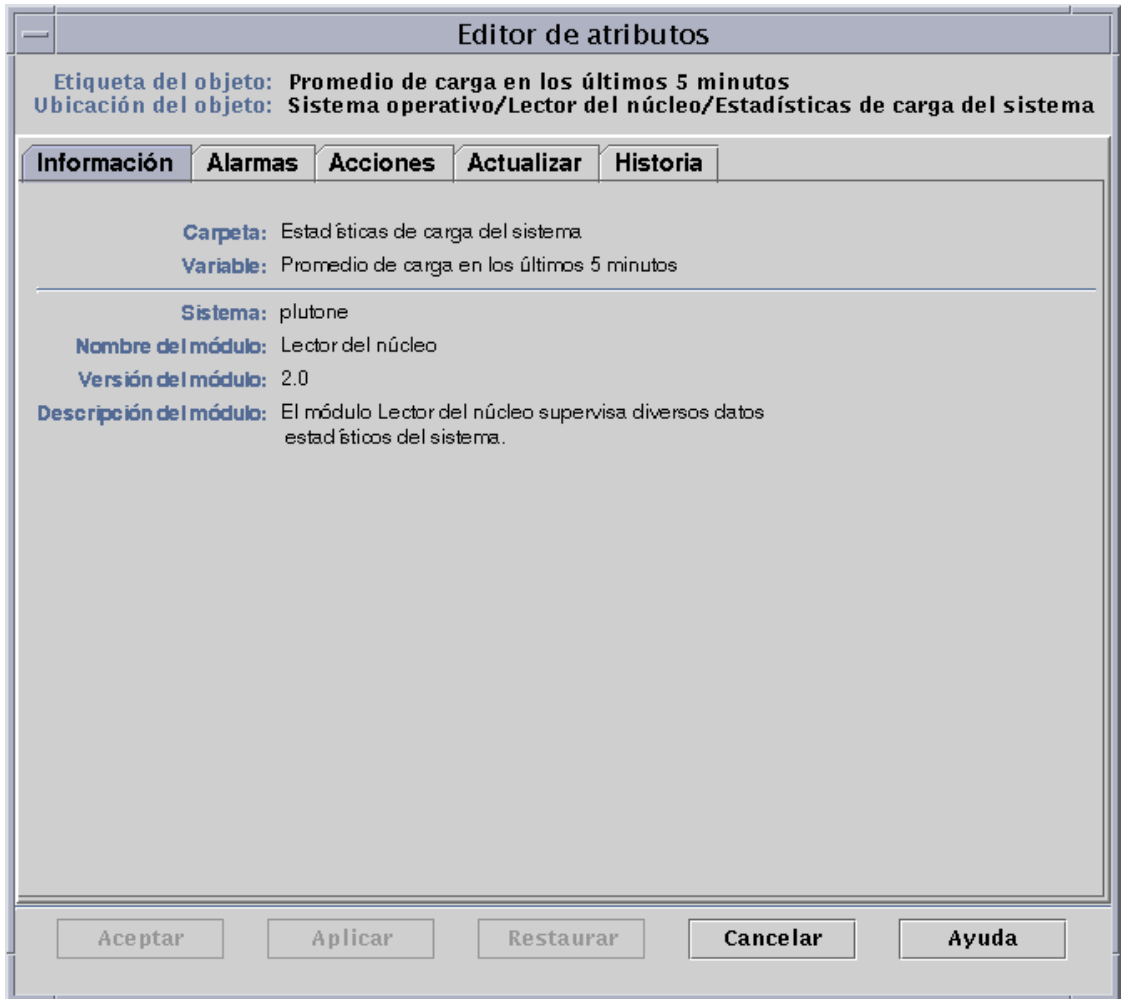 Editor de atributos
Etiqueta del objeto: Promedio de carga en los últimos 5 minutos
Ubicación del objeto: Sistema operativo/Lector del núcleo/Estadísticas de carga del sistema
Información Alarmas Acciones Actualizar Historia
Carpeta: Estadísticas de carga del sistema
Variable: Promedio de carga en los últimos 5 minutos
Sistema: plutone
Nombre del módulo: Lector del núcleo
Versión del módulo: 2.0
Descripción del módulo: El módulo Lector del núcleo supervisa diversos datos
estadísticos del sistema.
Aceptar Aplicar Restaurar Cancelar Ayuda